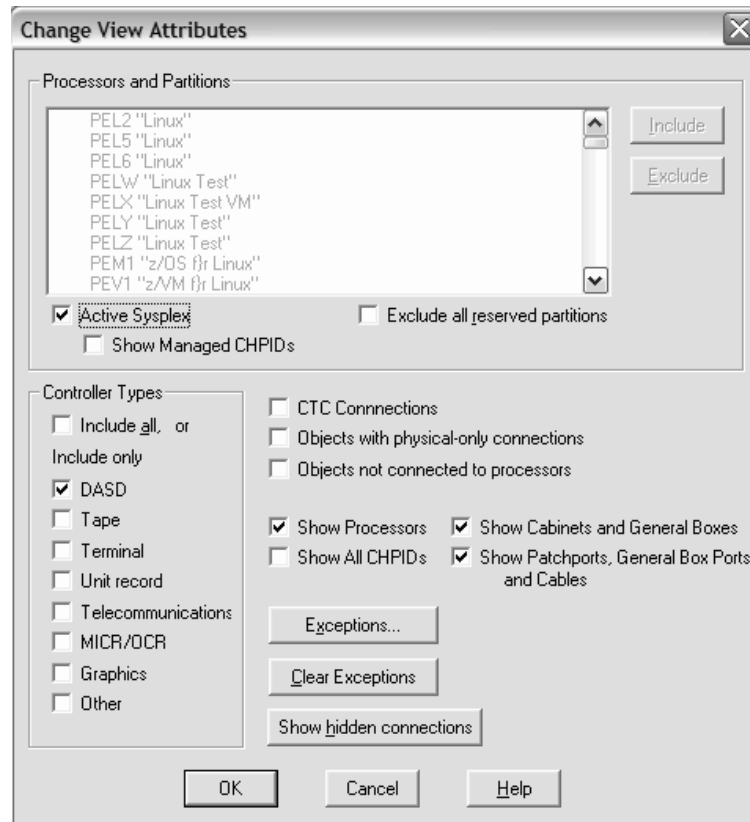 Change View Attributes
Processors and Partitions
PEL2 "Linux"
PEL5 "Linux"
PEL6 "Linux"
PELW "Linux Test"
PELX "Linux Test VM"
PELY "Linux Test"
PELZ "Linux Test"
PEM1 "z/OS f}r Linux"
PEV1 "z/VM f}r Linux"
Include
Exclude
Active Sysplex
Exclude all reserved partitions
Show Managed CHPIDs
Controller Types
Include all, or
Include only
DASD
Tape
Terminal
Unit record
Telecommunications
MICR/OCR
Graphics
Other
CTC Connnections
Objects with physical-only connections
Objects not connected to processors
Show Processors
Show Cabinets and General Boxes
Show All CHPIDs
Show Patchports, General Box Ports
and Cables
Exceptions...
Clear Exceptions
Show hidden connections
OK
Cancel
Help